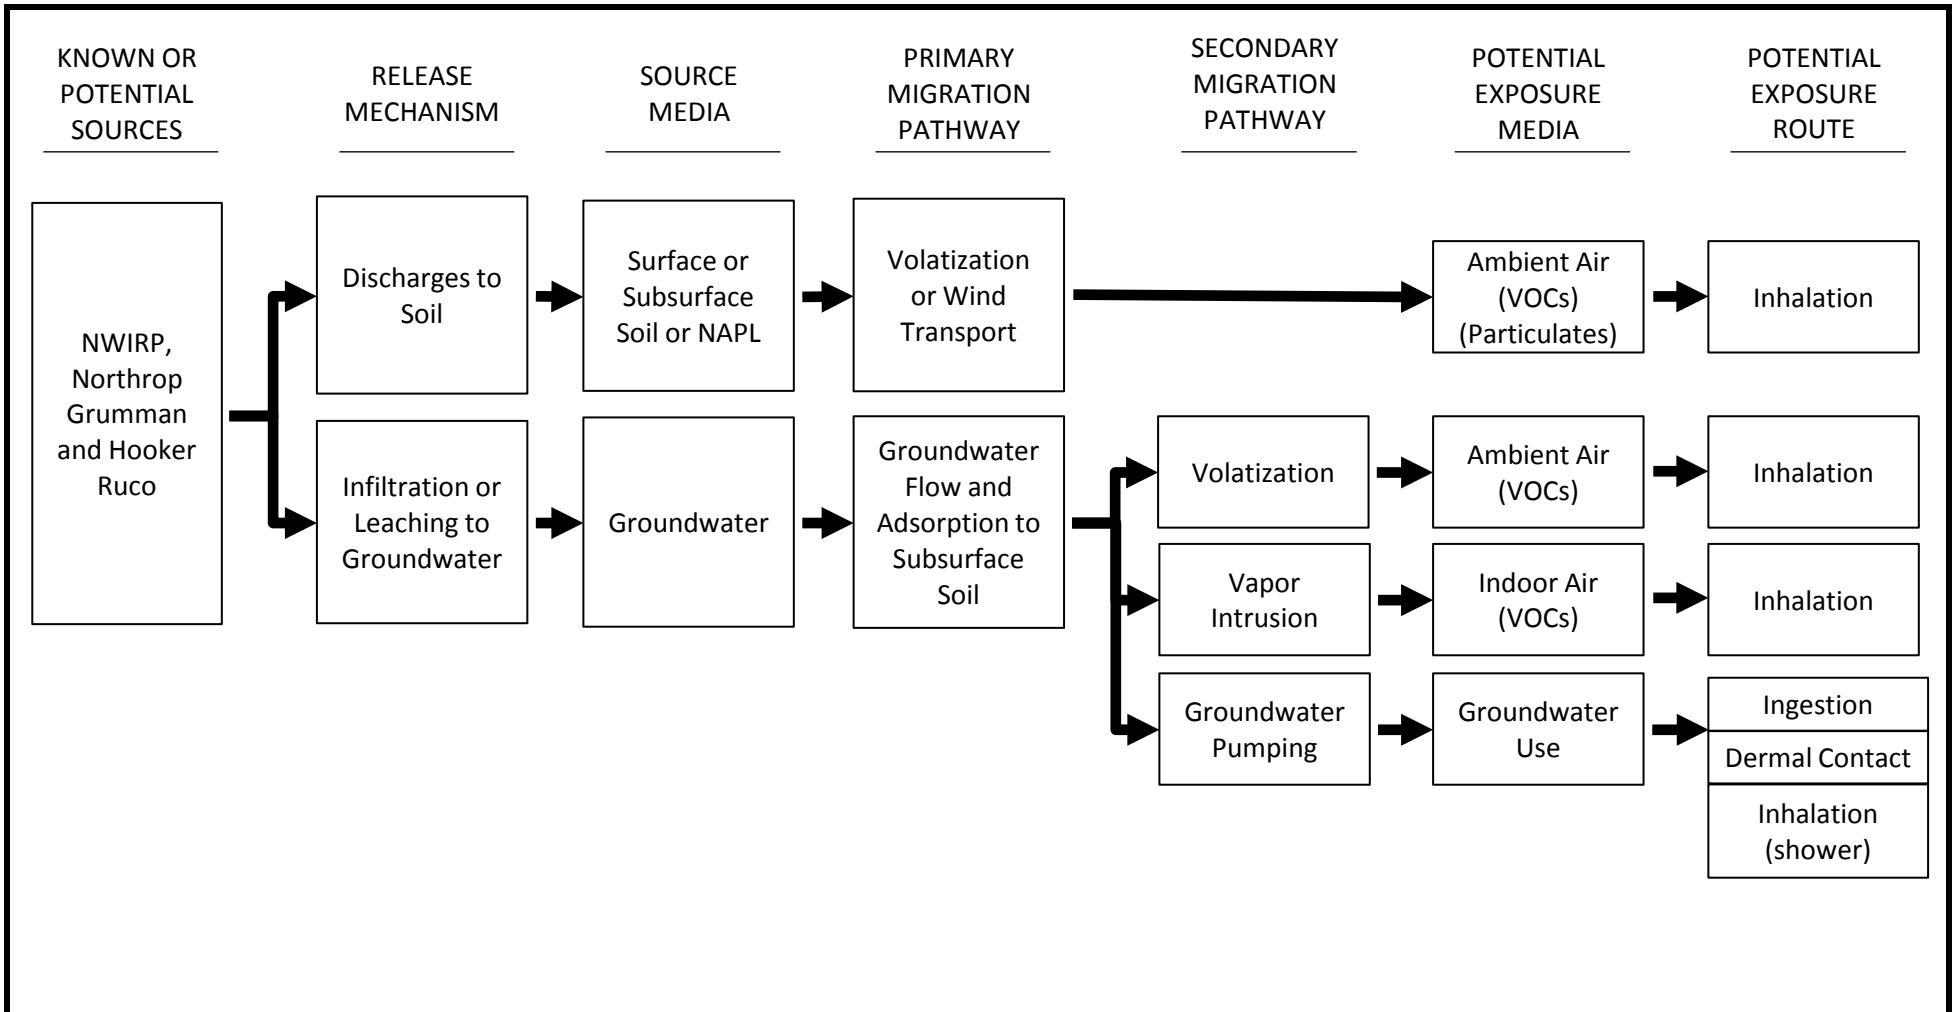 KNOWN OR
POTENTIAL
SOURCES
RELEASE
MECHANISM
SOURCE
MEDIA
PRIMARY
MIGRATION
PATHWAY
SECONDARY
MIGRATION
PATHWAY
POTENTIAL
EXPOSURE
MEDIA
POTENTIAL
EXPOSURE
ROUTE
NWIRP,
Northrop
Grumman
and Hooker
Ruco
Discharges to
Soil
Surface or
Subsurface
Soil or NAPL
Volatization
or Wind
Transport
Ambient Air
(VOCs)
(Particulates)
Inhalation
Infiltration or
Leaching to
Groundwater
Groundwater
Groundwater
Flow and
Adsorption to
Subsurface
Soil
Volatization
Ambient Air
(VOCs)
Inhalation
Vapor
Intrusion
Indoor Air
(VOCs)
Inhalation
Groundwater
Pumping
Groundwater
Use
Ingestion
Dermal Contact
Inhalation
(shower)